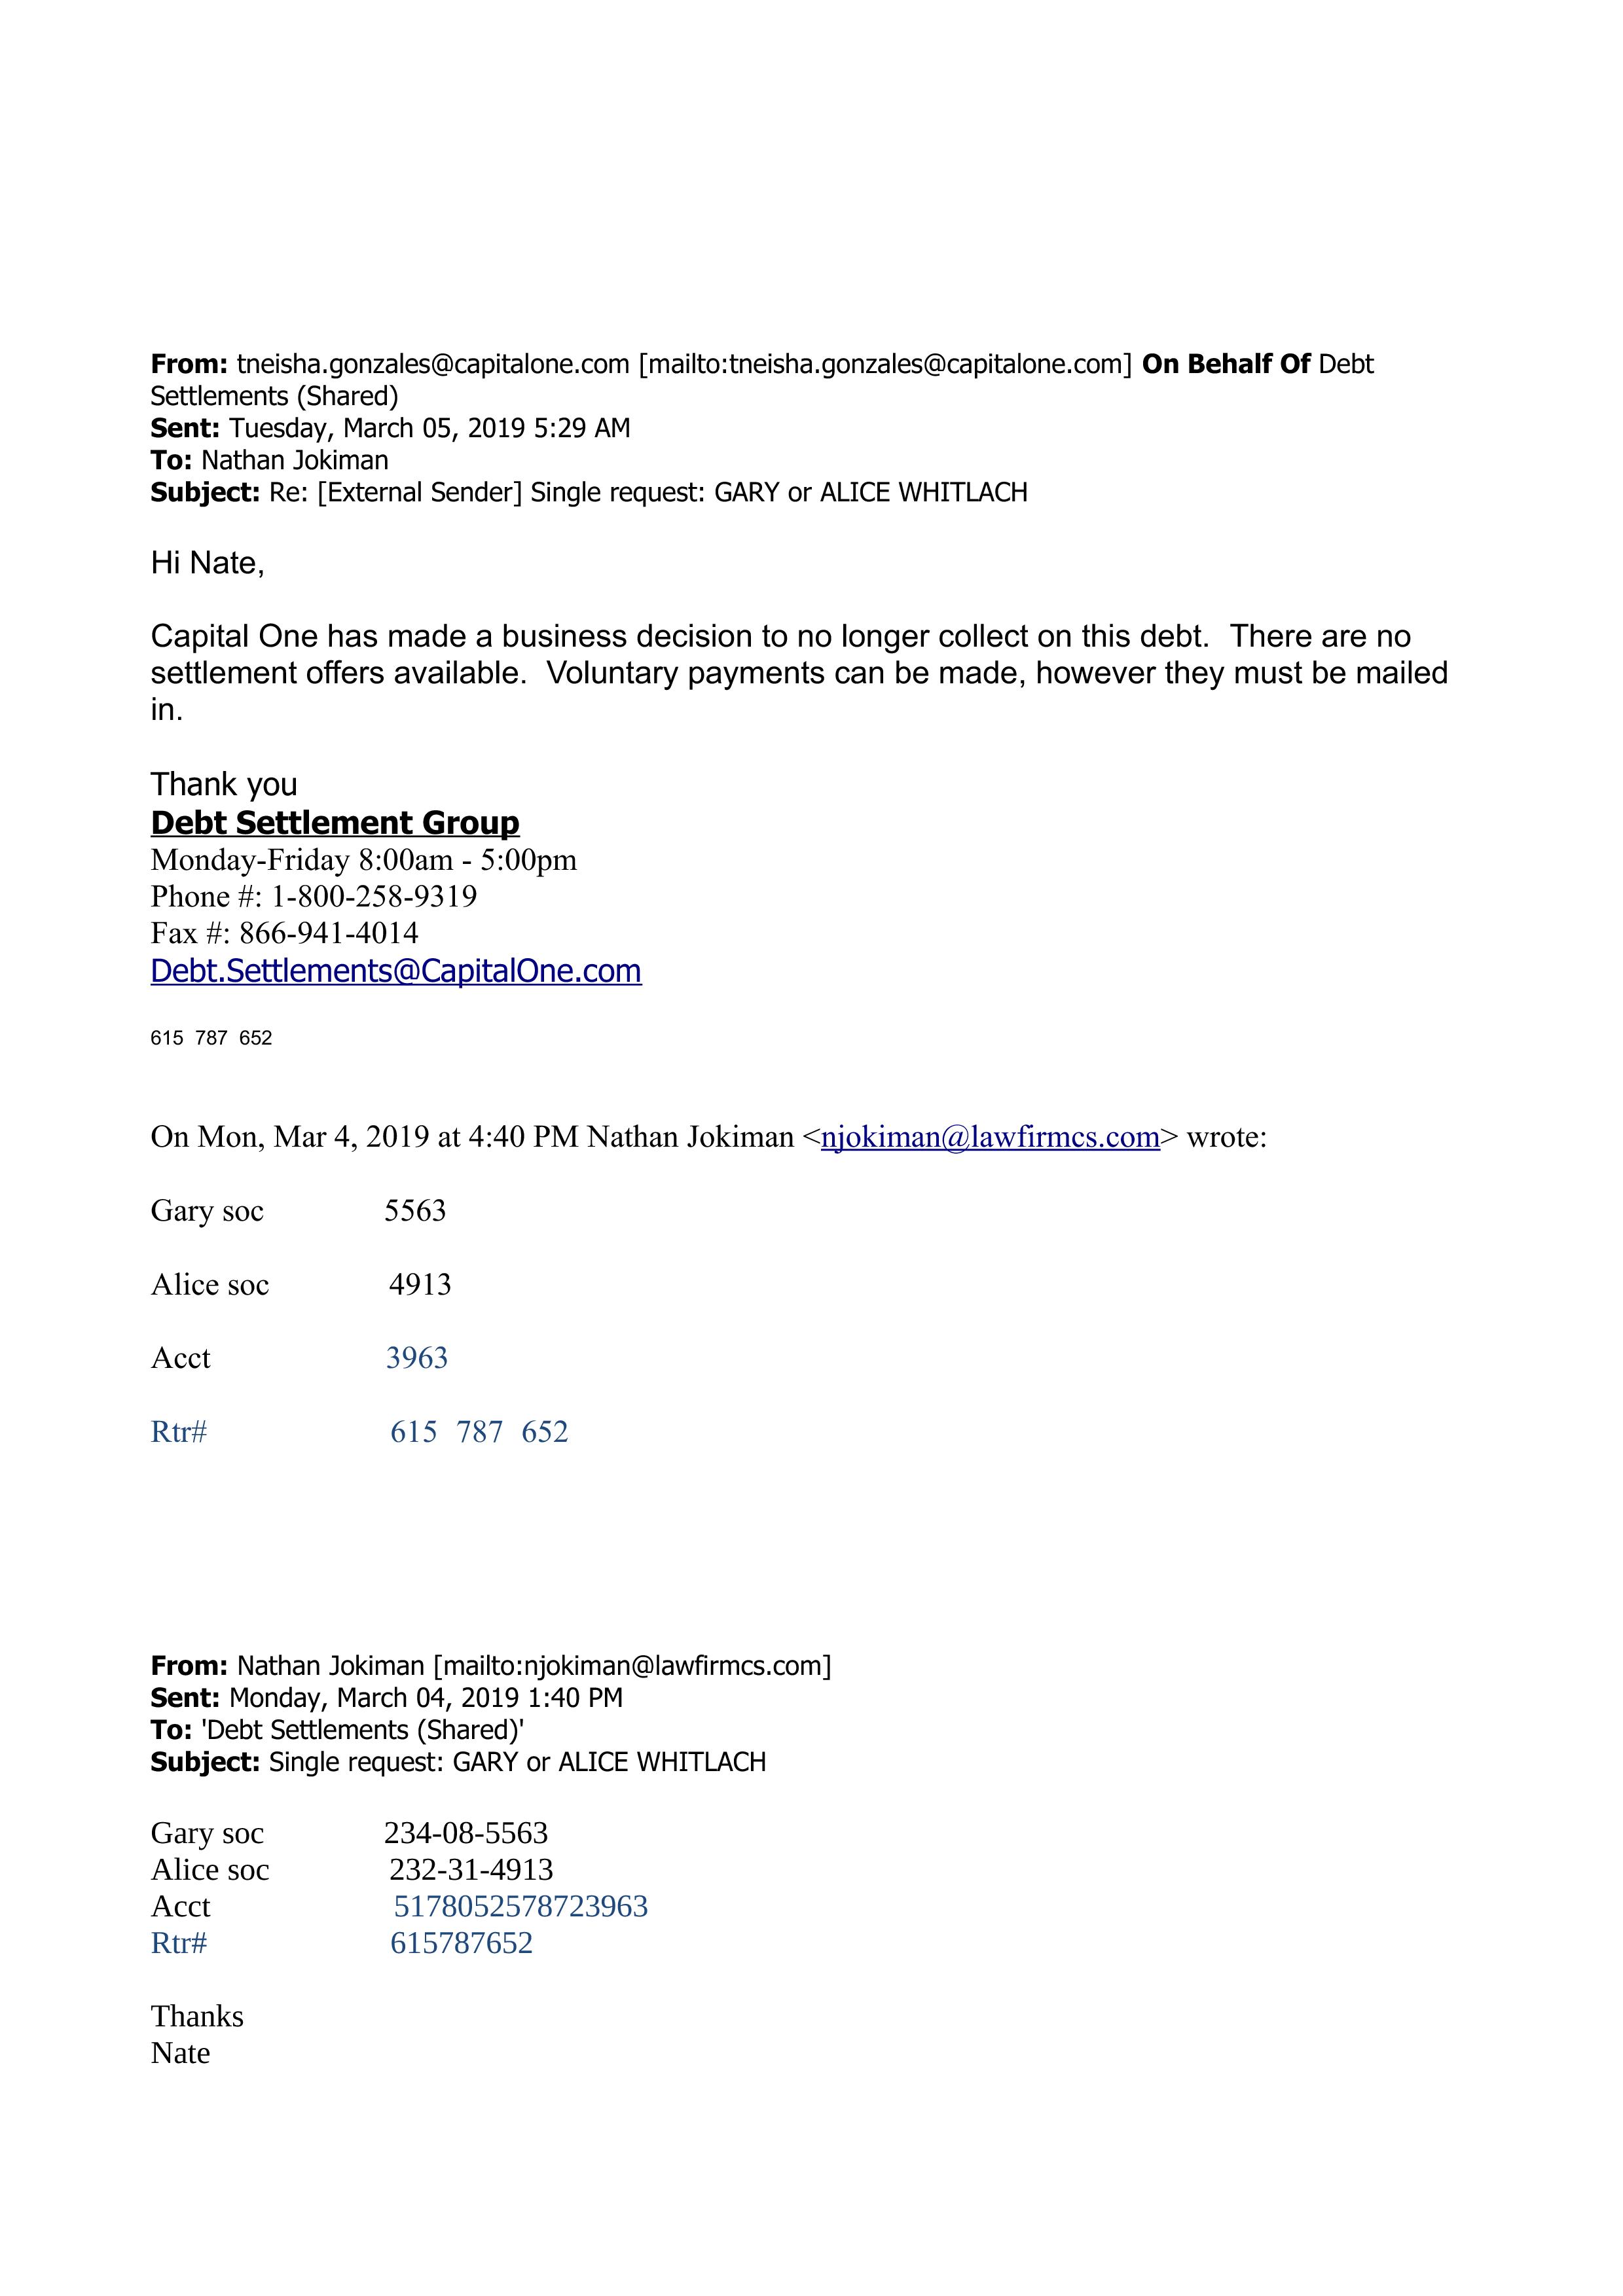 From: tneisha.gonzales@capitalone.com [mailto:tneisha.gonzales@capitalone.com] On Behalf Of Debt
Settlements (Shared)
Sent: Tuesday, March 05, 2019 5:29 AM
To: Nathan Jokiman
Subject: Re: [External Sender] Single request: GARY or ALICE WHITLACH
Hi Nate,
Capital One has made a business decision to no longer collect on this debt.  There are no
settlement offers available.  Voluntary payments can be made, however they must be mailed
in.
Thank you
Debt Settlement Group
Monday-Friday 8:00am - 5:00pm
Phone #: 1-800-258-9319
Fax #: 866-941-4014
Debt.Settlements@CapitalOne.com
615  787  652
On Mon, Mar 4, 2019 at 4:40 PM Nathan Jokiman <njokiman@lawfirmcs.com> wrote:
Gary soc 5563
Alice soc 4913
Acct 3963
Rtr# 615  787  652
From: Nathan Jokiman [mailto:njokiman@lawfirmcs.com]
Sent: Monday, March 04, 2019 1:40 PM
To: 'Debt Settlements (Shared)'
Subject: Single request: GARY or ALICE WHITLACH
Gary soc 234-08-5563
Alice soc 232-31-4913
Acct 5178052578723963
Rtr# 615787652
Thanks
Nate